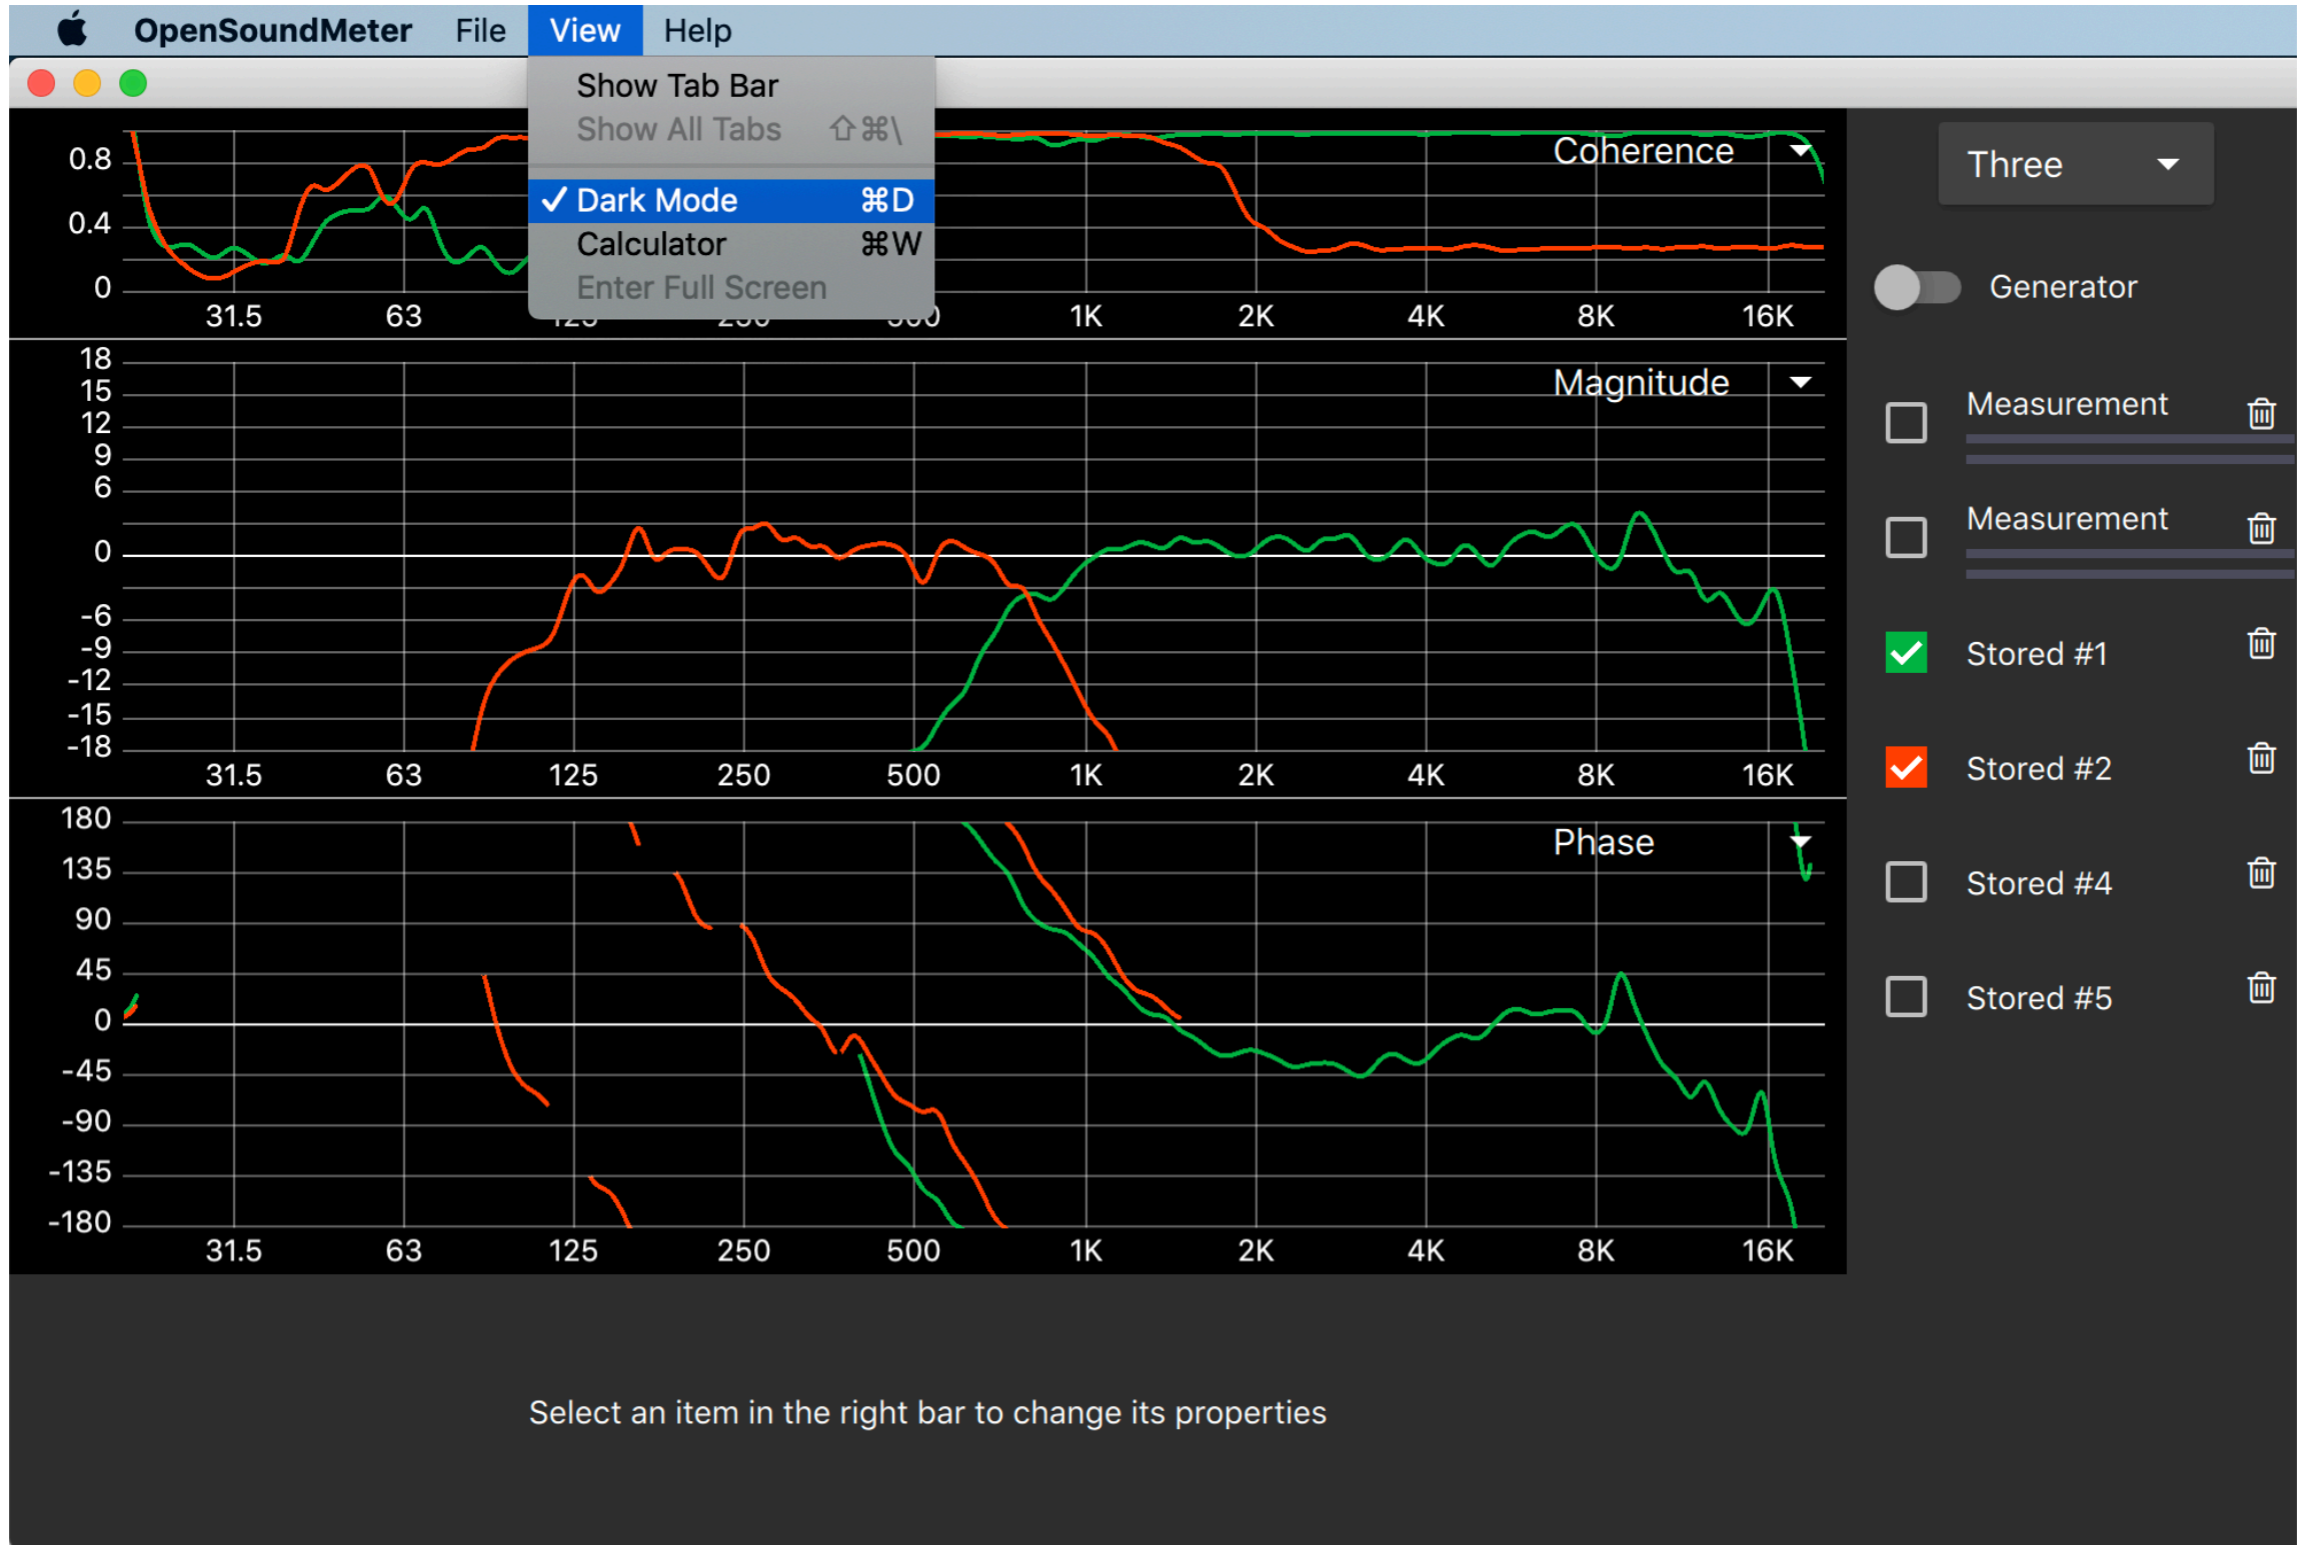 OpenSoundMeter File View Help
Show Tab Bar
Show All Tabs ⇧⌘\
✓ Dark Mode ⌘D
Calculator ⌘W
Enter Full Screen
Coherence
0.8
0.4
0
31.5 63 125 250 500 1K 2K 4K 8K 16K
Magnitude
18
15
12
9
6
0
-6
-9
-12
-15
-18
31.5 63 125 250 500 1K 2K 4K 8K 16K
Phase
180
135
90
45
0
-45
-90
-135
-180
31.5 63 125 250 500 1K 2K 4K 8K 16K
Select an item in the right bar to change its properties
Three
Generator
Measurement
Measurement
Stored #1
Stored #2
Stored #4
Stored #5